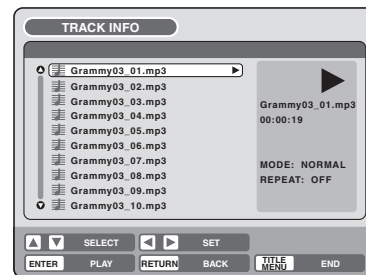 TRACK INFO
Grammy03_01.mp3
Grammy03_02.mp3
Grammy03_03.mp3
Grammy03_04.mp3
Grammy03_05.mp3
Grammy03_06.mp3
Grammy03_07.mp3
Grammy03_08.mp3
Grammy03_09.mp3
Grammy03_10.mp3
Grammy03_01.mp3
00:00:19
MODE: NORMAL
REPEAT: OFF
SELECT SET
ENTER PLAY RETURN BACK TITLE MENU END